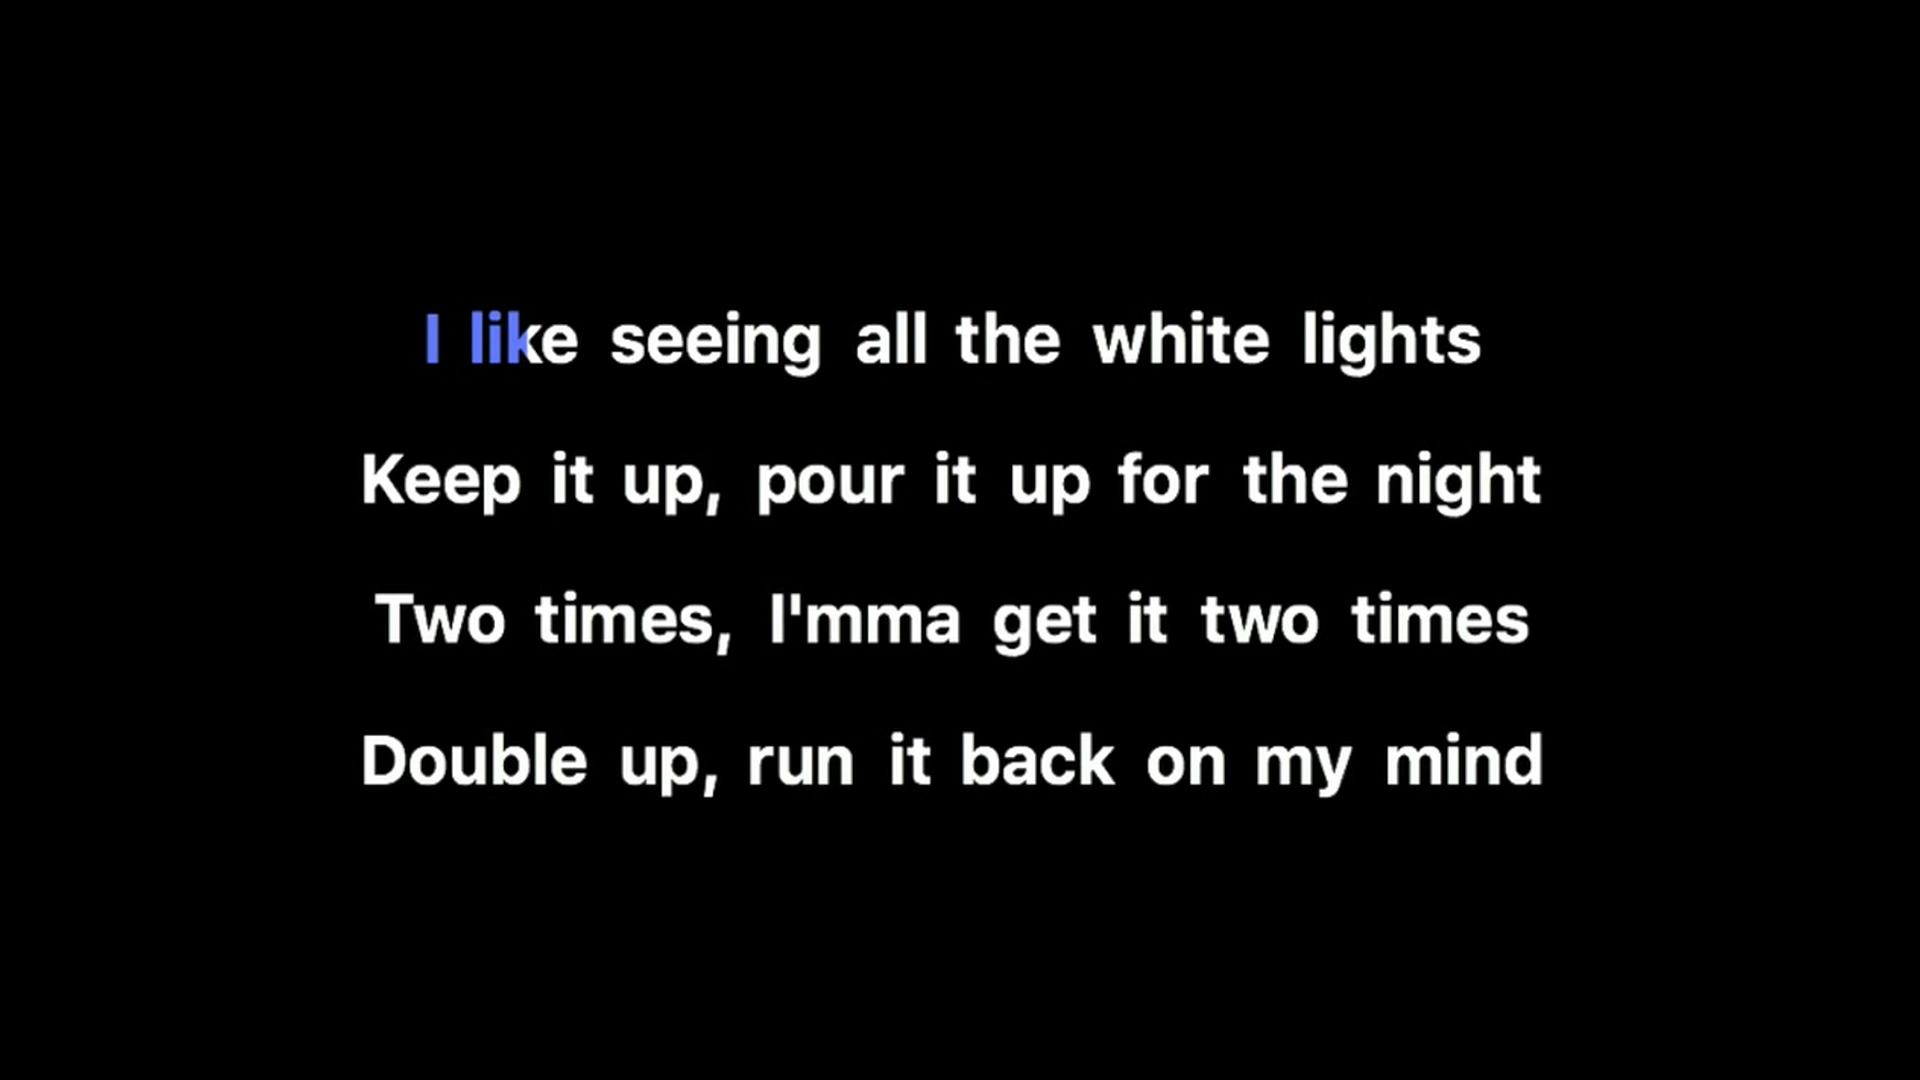 I like seeing all the white lights
Keep it up, pour it up for the night
Two times, I'mma get it two times
Double up, run it back on my mind